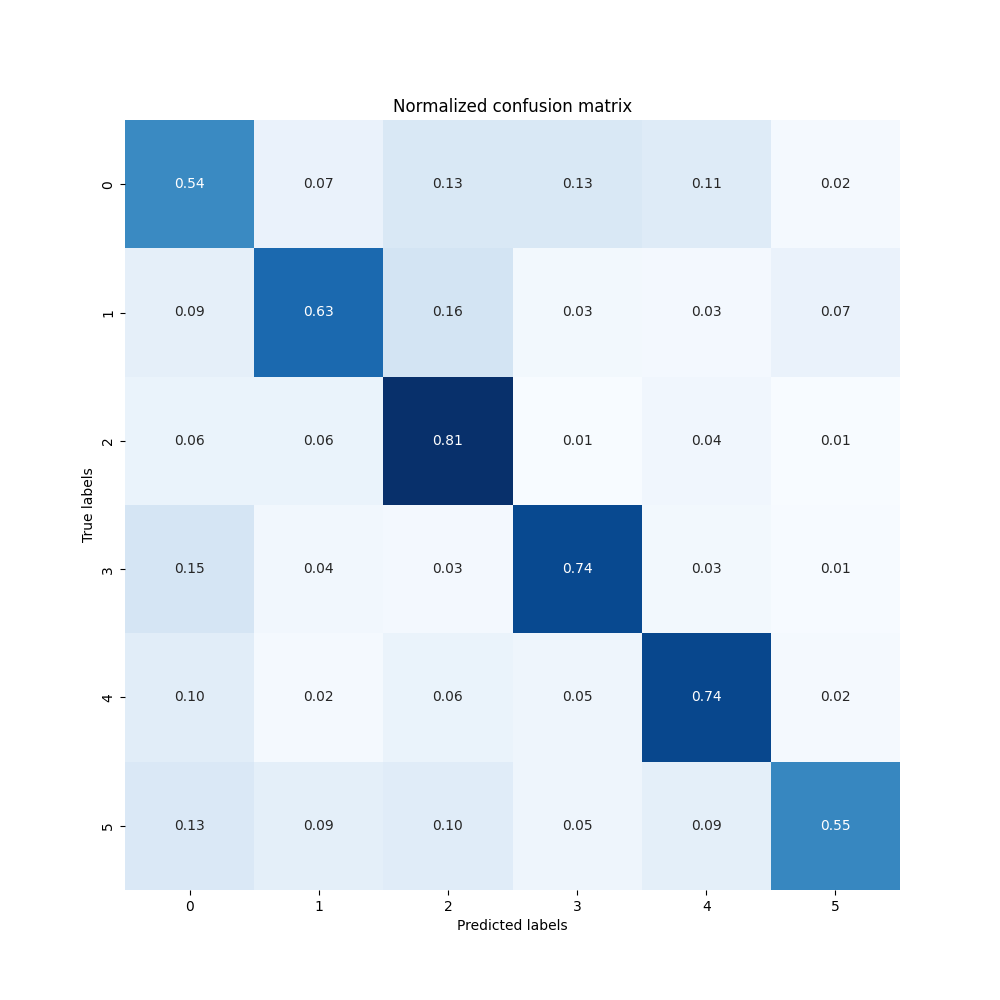 Normalized confusion matrix
True labels
0 0.54 0.07 0.13 0.13 0.11 0.02
1 0.09 0.63 0.16 0.03 0.03 0.07
2 0.06 0.06 0.81 0.01 0.04 0.01
3 0.15 0.04 0.03 0.74 0.03 0.01
4 0.10 0.02 0.06 0.05 0.74 0.02
5 0.13 0.09 0.10 0.05 0.09 0.55
0 1 2 3 4 5
Predicted labels